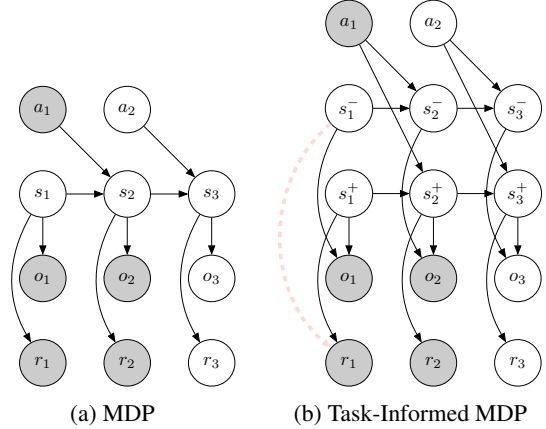 a₁ a₂
s₁⁻ s₂⁻ s₃⁻
a₁ a₂
s₁ s₂ s₃
s₁⁺ s₂⁺ s₃⁺
o₁ o₂ o₃
o₁ o₂ o₃
r₁ r₂ r₃
r₁ r₂ r₃
(a) MDP
(b) Task-Informed MDP